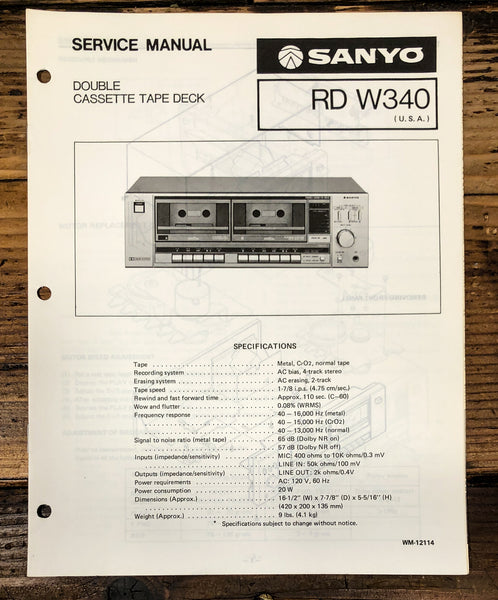 SERVICE MANUAL
SANYO
DOUBLE
CASSETTE TAPE DECK
RD W340
(U.S.A.)
SANYO
SPECIFICATIONS
Tape . . . . . . . . . . Metal, CrO2, normal tape
Recording system . . . . . . . . . . AC bias, 4-track stereo
Erasing system . . . . . . . . . . AC erasing, 2-track
Tape speed . . . . . . . . . . 1-7/8 i.p.s. (4.75 cm/sec.)
Rewind and fast forward time . . . . . . . . . . Approx. 110 sec. (C-60)
Wow and flutter . . . . . . . . . . 0.08% (WRMS)
Frequency response . . . . . . . . . . 40 – 16,000 Hz (metal)
40 – 15,000 Hz (CrO2)
40 – 13,000 Hz (normal)
Signal to noise ratio (metal tape) . . . . . . . . . . 65 dB (Dolby NR on)
57 dB (Dolby NR off)
Inputs (impedance/sensitivity) . . . . . . . . . . MIC: 400 ohms to 10K ohms/0.3 mV
LINE IN: 50k ohms/100 mV
Outputs (impedance/sensitivity) . . . . . . . . . . LINE OUT: 2k ohms/0.4V
Power requirements . . . . . . . . . . AC: 120 V, 60 Hz
Power consumption . . . . . . . . . . 20 W
Dimensions (Approx.) . . . . . . . . . . 16-1/2" (W) x 7-7/8" (D) x 5-5/16" (H)
(420 x 200 x 135 mm)
Weight (Approx.) . . . . . . . . . . 9 lbs. (4.1 kg)
* Specifications subject to change without notice.
WM-12114